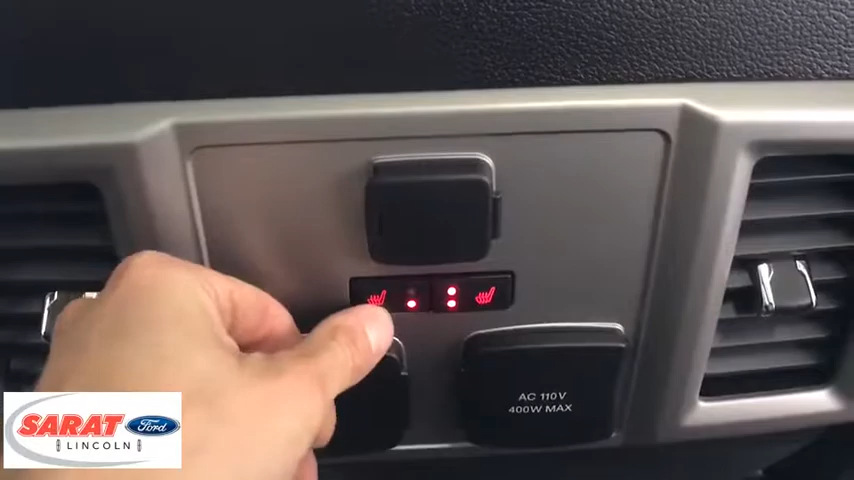 AC 110V
400W MAX
SARAT
Ford
LINCOLN